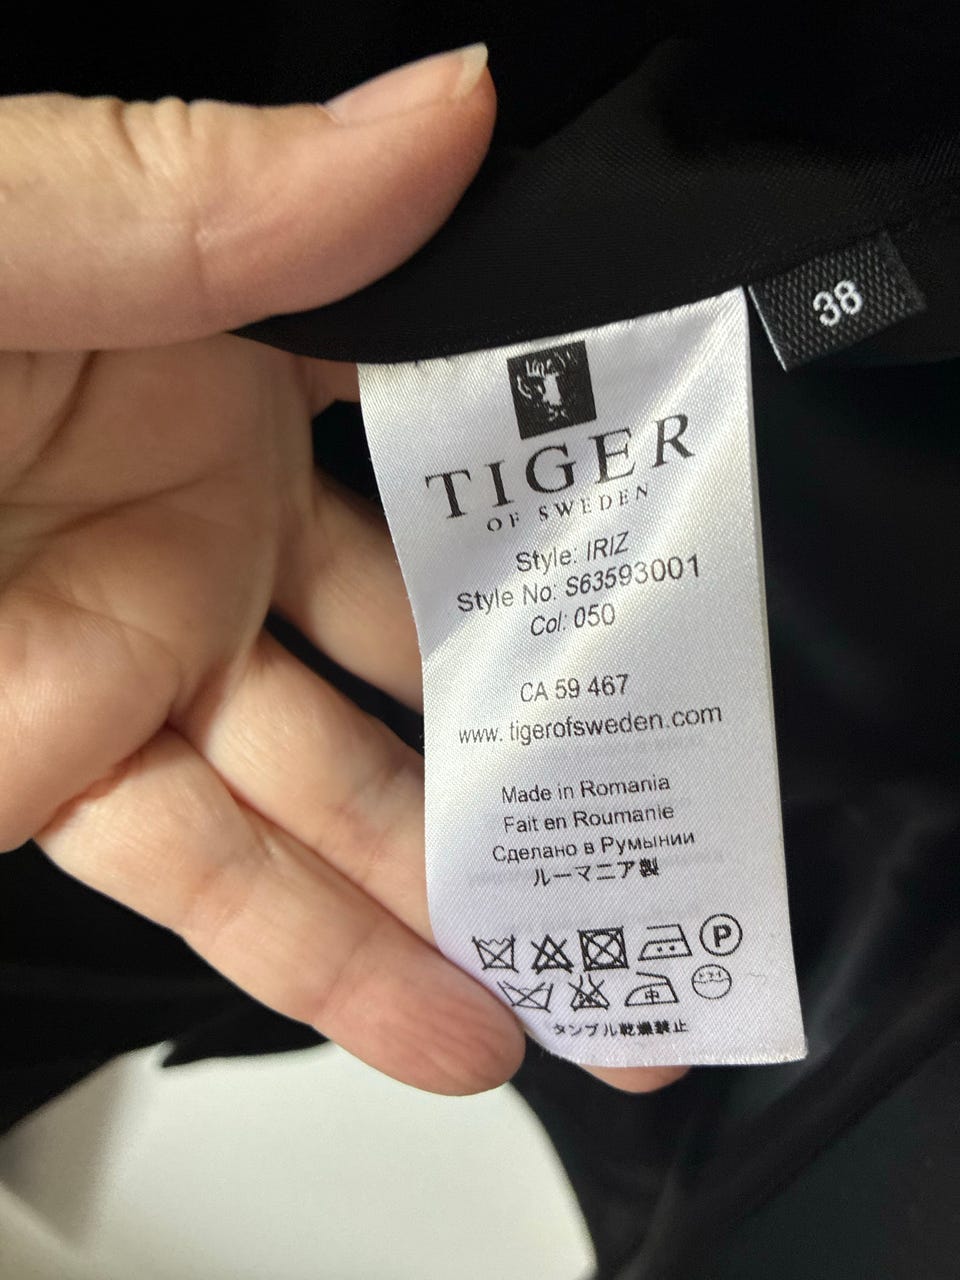 38
TIGER
OF SWEDEN
Style: IRIZ
Style No: S63593001
Col: 050
CA 59 467
www. tigerofsweden.com
Made in Romania
Fait en Roumanie
Сделано в Румынии
ルーマニア製
P
中
タンブル乾燥禁止